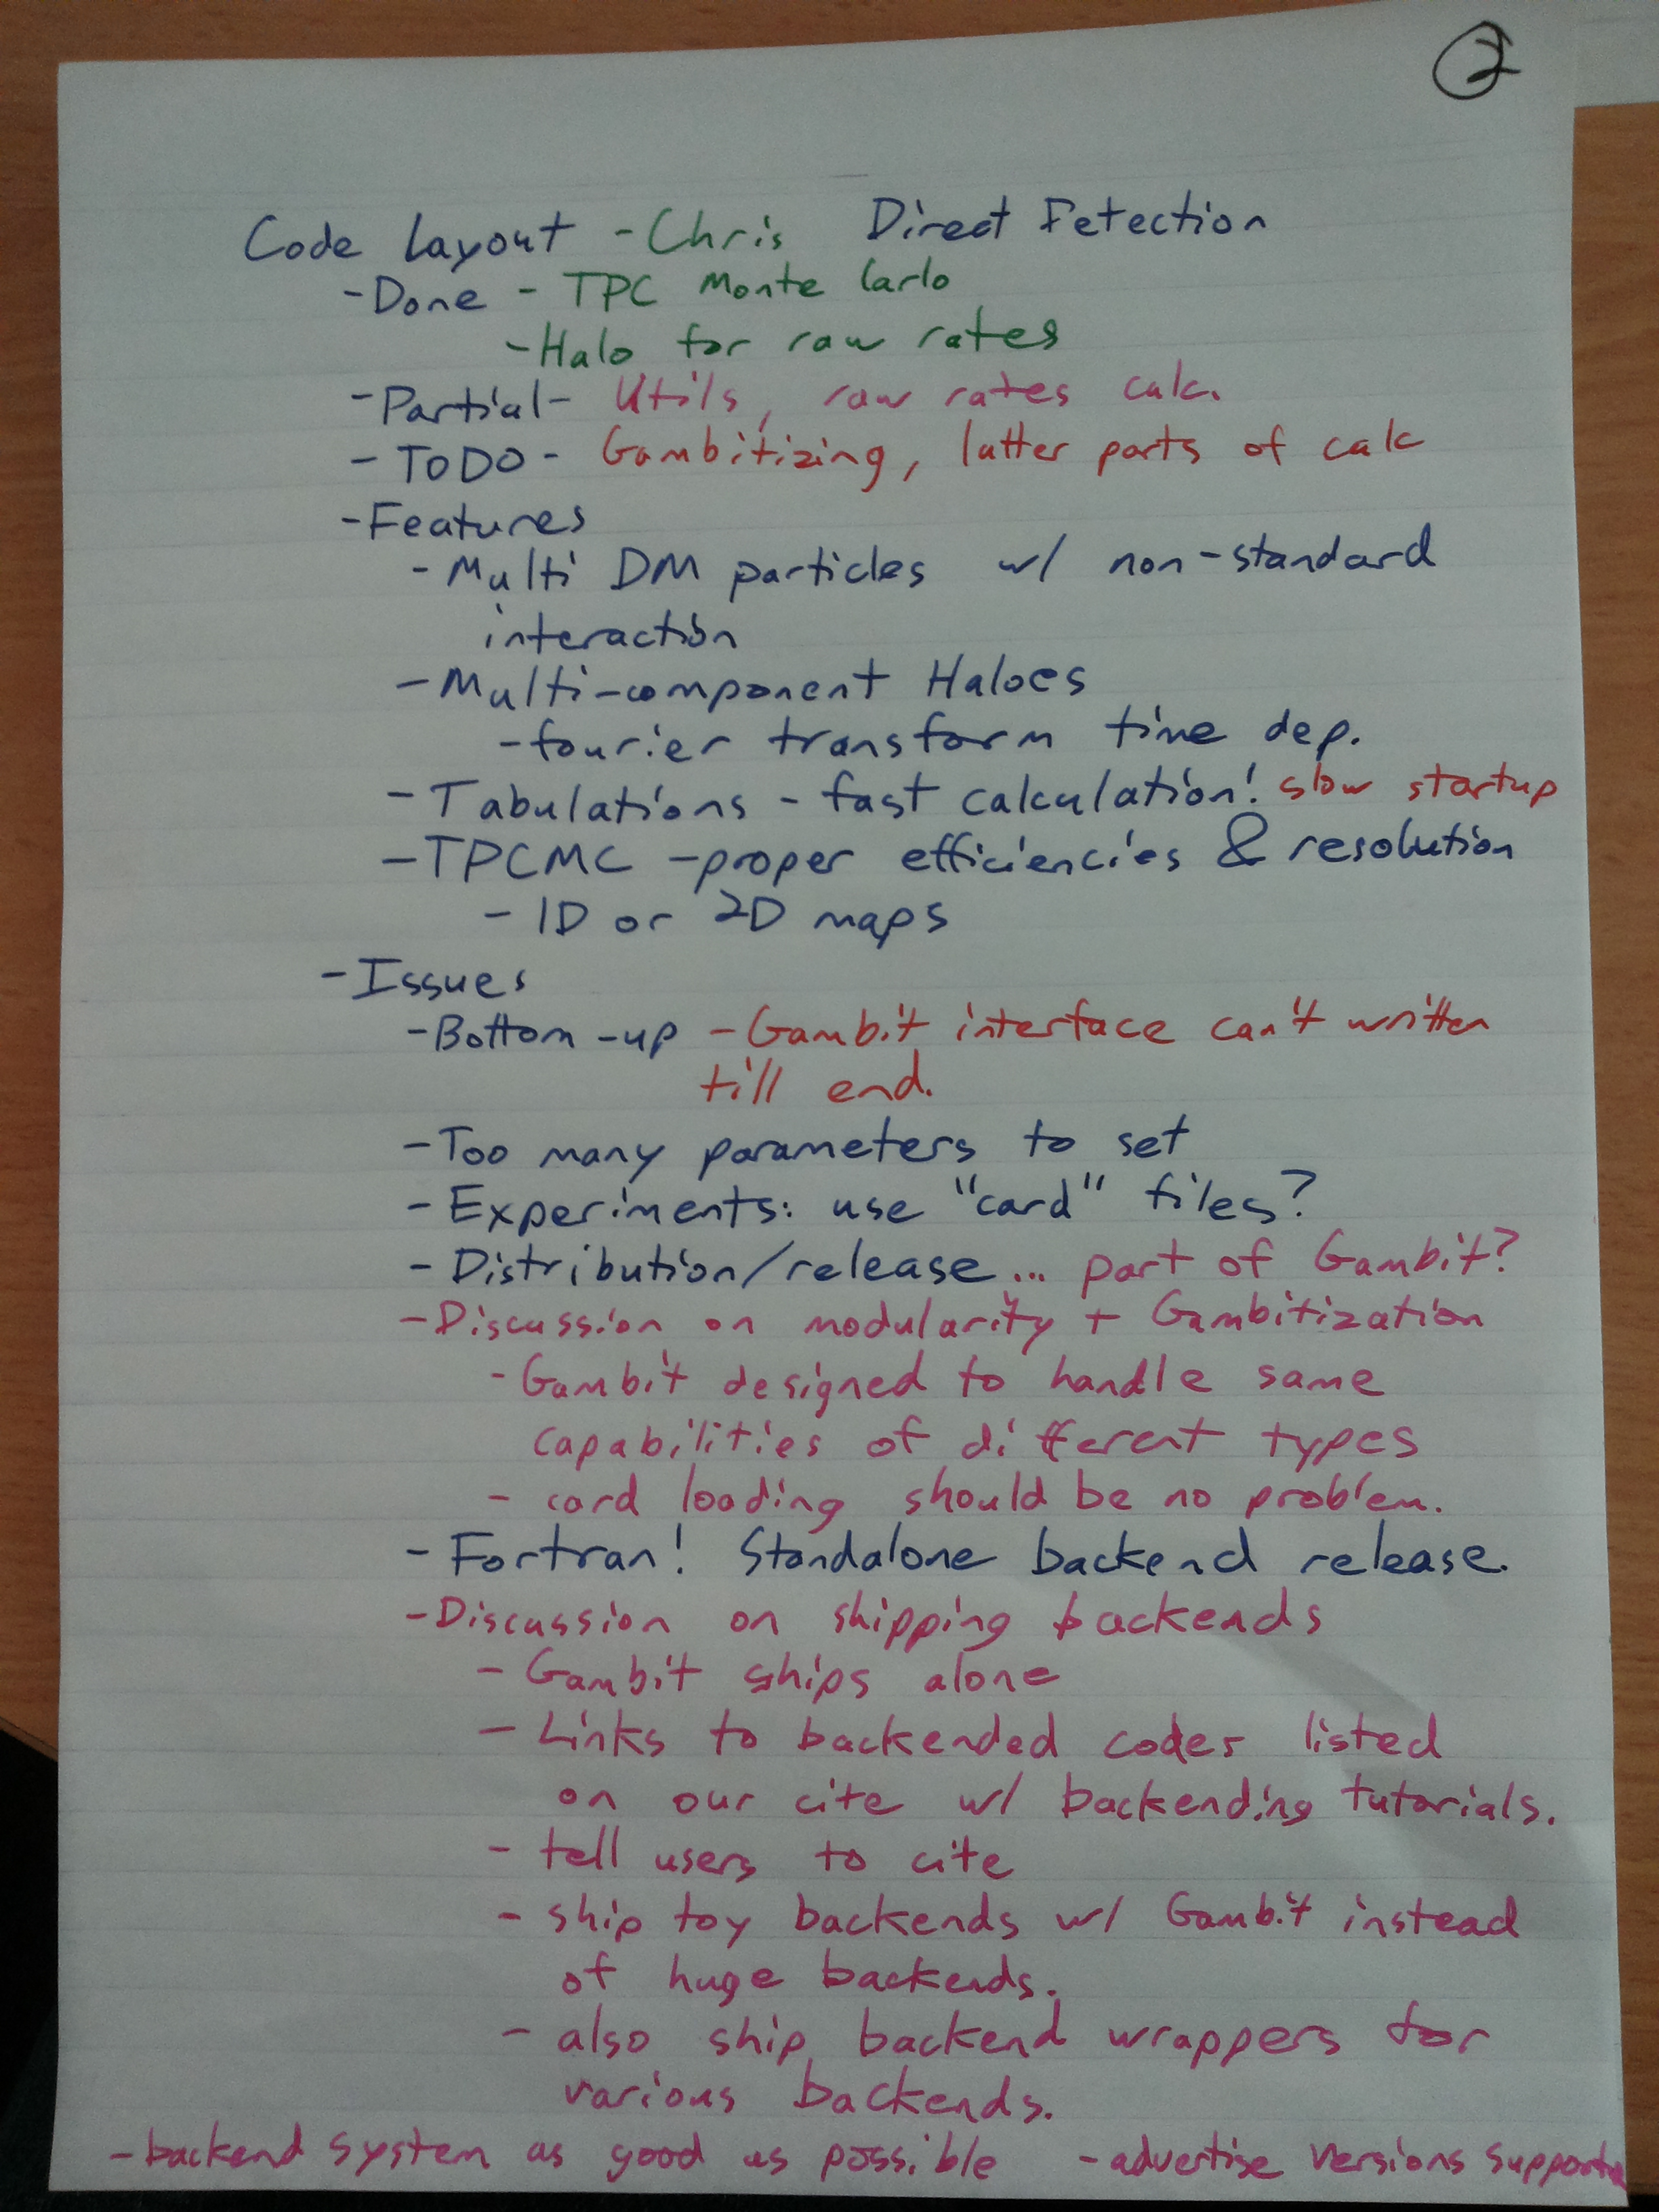 2
Code Layout - Chris Direct Fetection
- Done - TPC Monte Carlo
- Halo for raw rates
- Partial - Utils, raw rates calc.
- ToDO - Gambitizing, latter parts of calc
- Features
- Multi DM particles w/ non-standard
interaction
- Multi-component Haloes
- fourier transform time dep.
- Tabulations - fast calculation! slow startup
- TPCMC - proper efficiencies & resolution
- 1D or 2D maps
- Issues
- Bottom-up - Gambit interface can't written
till end.
- Too many parameters to set
- Experiments: use "card" files?
- Distribution/release... part of Gambit?
- Discussion on modularity + Gambitization
- Gambit designed to handle same
capabilities of different types
- card loading should be no problem.
- Fortran! Standalone backend release.
- Discussion on shipping backends
- Gambit ships alone
- Links to backended codes listed
on our cite w/ backending tutorials.
- tell users to cite
- ship toy backends w/ Gambit instead
of huge backends.
- also ship backend wrappers for
various backends.
- backend system as good as possible - advertise versions supported